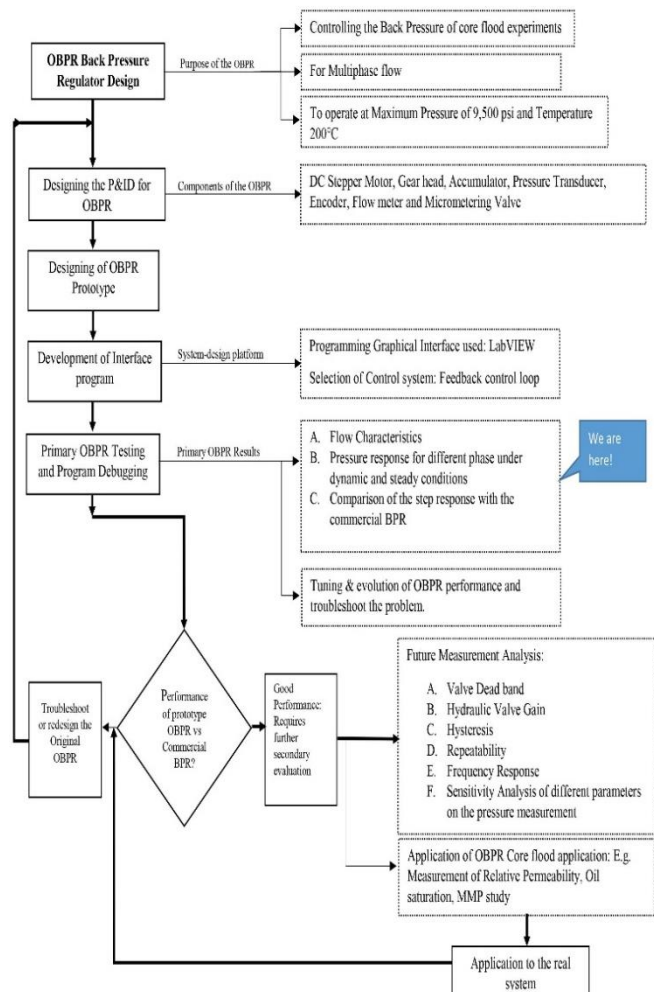 Controlling the Back Pressure of core flood experiments
OBPR Back Pressure
Regulator Design
Purpose of the OBPR
For Multiphase flow
To operate at Maximum Pressure of 9,500 psi and Temperature
200°C
Designing the P&ID for
OBPR
Components of the OBPR
DC Stepper Motor, Gear head, Accumulator, Pressure Transducer,
Encoder, Flow meter and Micrometering Valve
Designing of OBPR
Prototype
Development of Interface
program
System-design platform
Programming Graphical Interface used: LabVIEW
Selection of Control system: Feedback control loop
Primary OBPR Testing
and Program Debugging
Primary OBPR Results
A. Flow Characteristics
B. Pressure response for different phase under
dynamic and steady conditions
C. Comparison of the step response with the
commercial BPR
We are
here!
Tuning & evolution of OBPR performance and
troubleshoot the problem.
Troubleshoot
or redesign the
Original
OBPR
Performance
of prototype
OBPR vs
Commercial
BPR?
Good
Performance:
Requires
further
secondary
evaluation
Future Measurement Analysis:
A. Valve Dead band
B. Hydraulic Valve Gain
C. Hysteresis
D. Repeatability
E. Frequency Response
F. Sensitivity Analysis of different parameters
on the pressure measurement
Application of OBPR Core flood application: E.g.
Measurement of Relative Permeability, Oil
saturation, MMP study
Application to the real
system